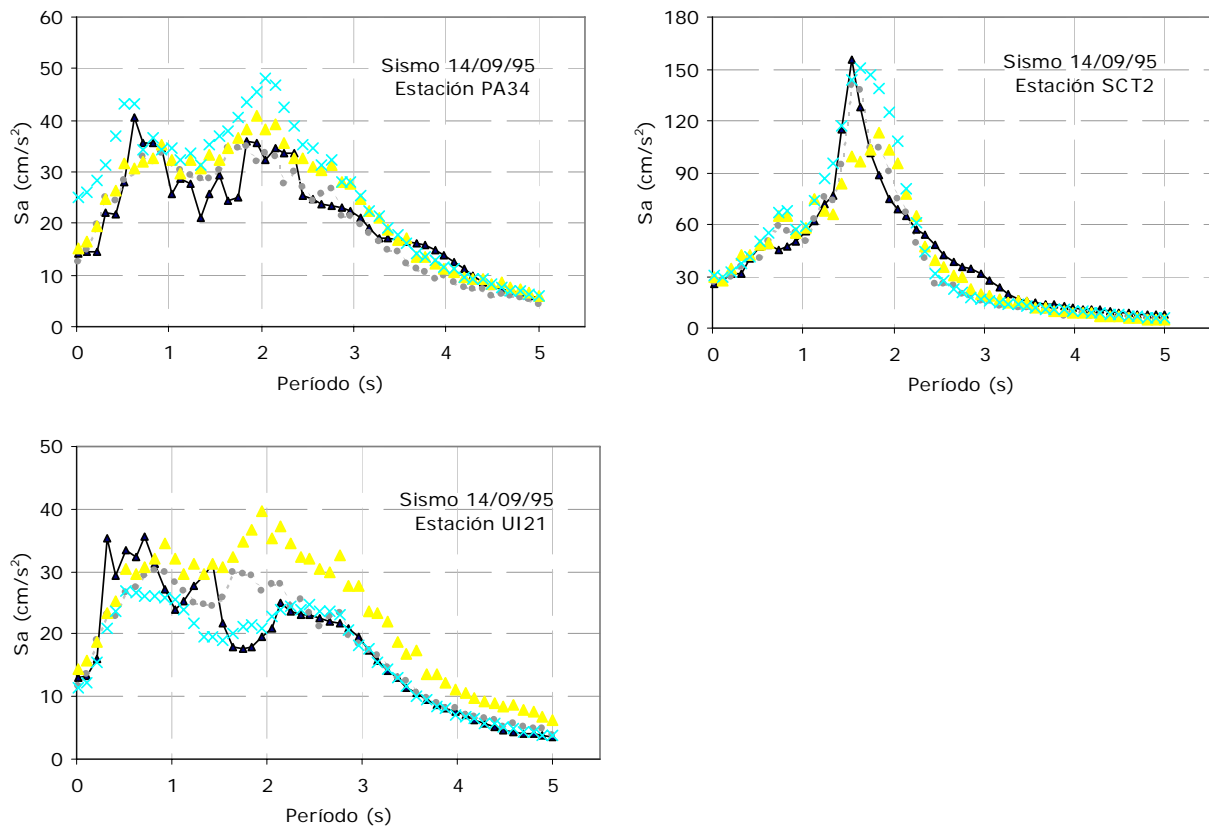 60
50
40
30
20
10
0
Sa (cm/s²)
Sismo 14/09/95
Estación PA34
0 1 2 3 4 5
Período (s)
180
150
120
90
60
30
0
Sa (cm/s²)
Sismo 14/09/95
Estación SCT2
0 1 2 3 4 5
Período (s)
50
40
30
20
10
0
Sa (cm/s²)
Sismo 14/09/95
Estación UI21
0 1 2 3 4 5
Período (s)